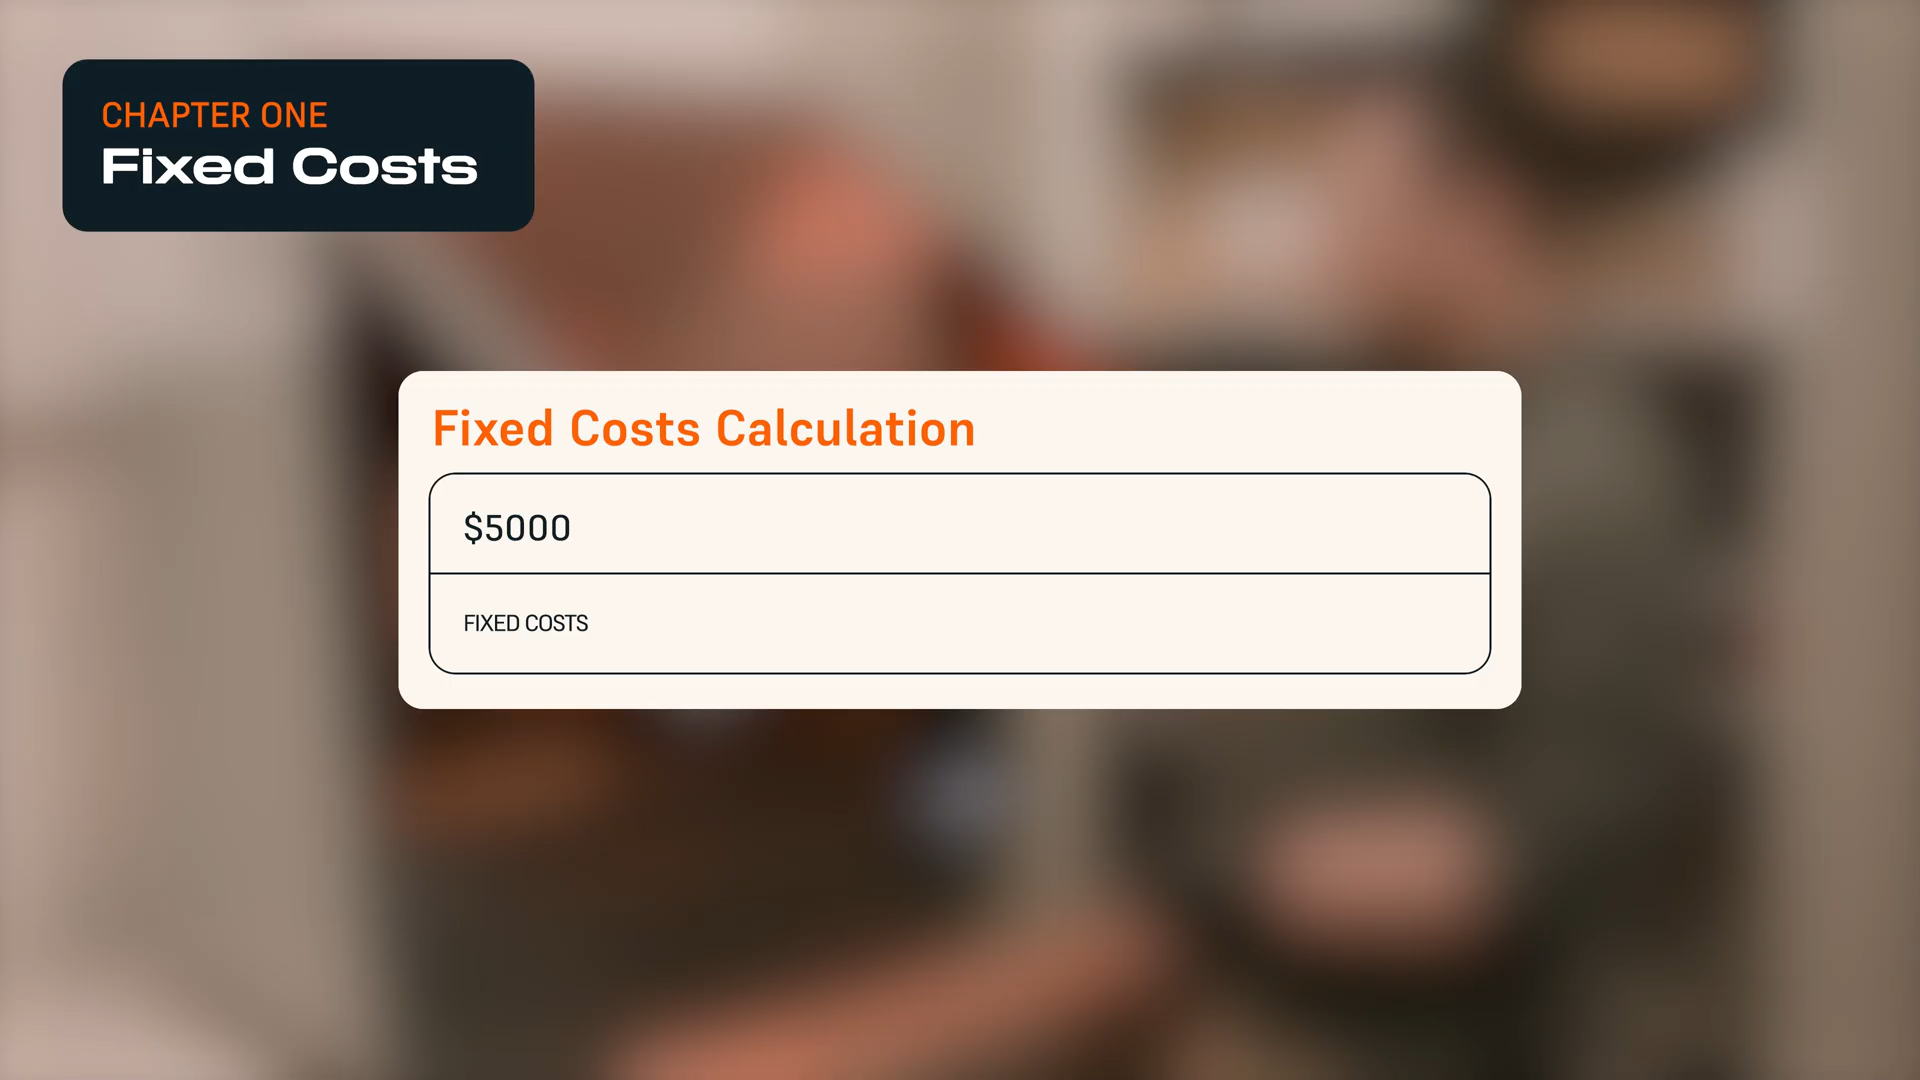 CHAPTER ONE
Fixed Costs
Fixed Costs Calculation
$5000
FIXED COSTS